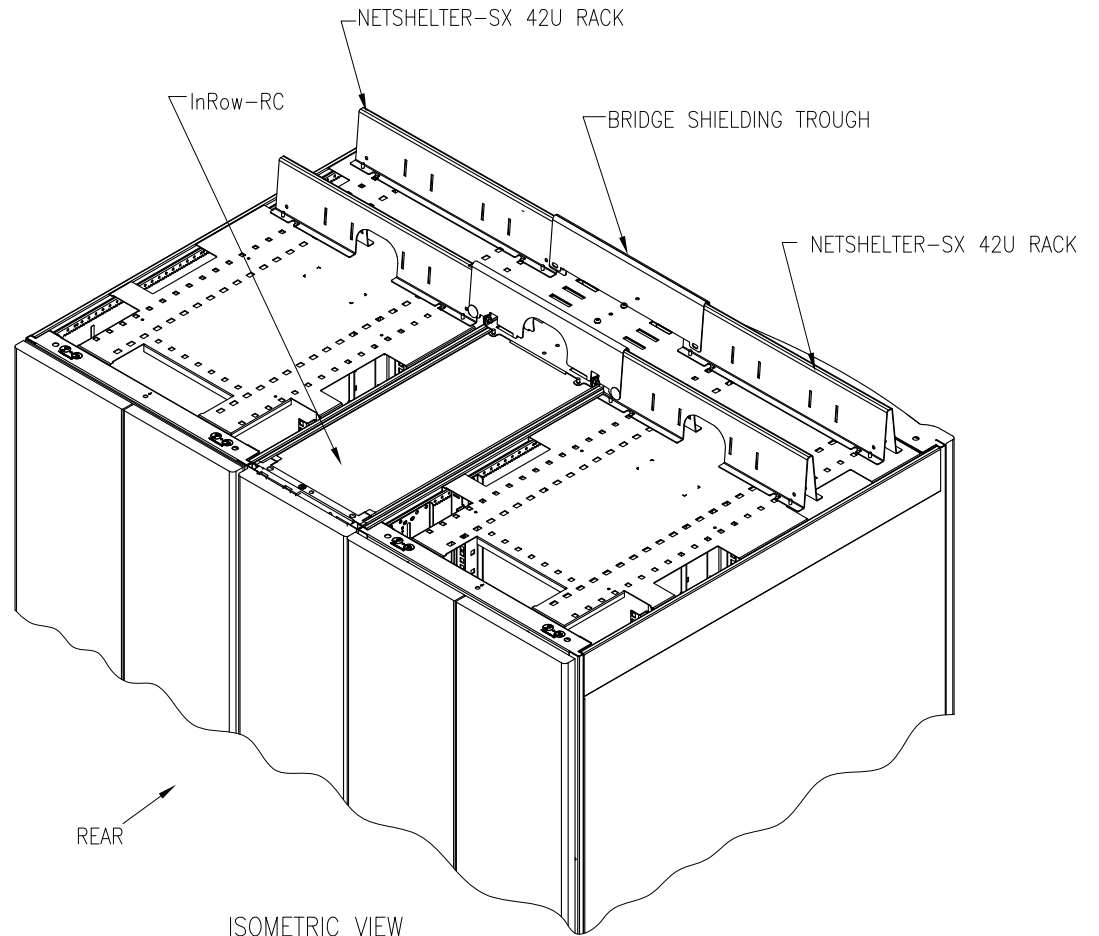 NETSHELTER-SX 42U RACK
InRow-RC
BRIDGE SHIELDING TROUGH
NETSHELTER-SX 42U RACK
REAR
ISOMETRIC VIEW